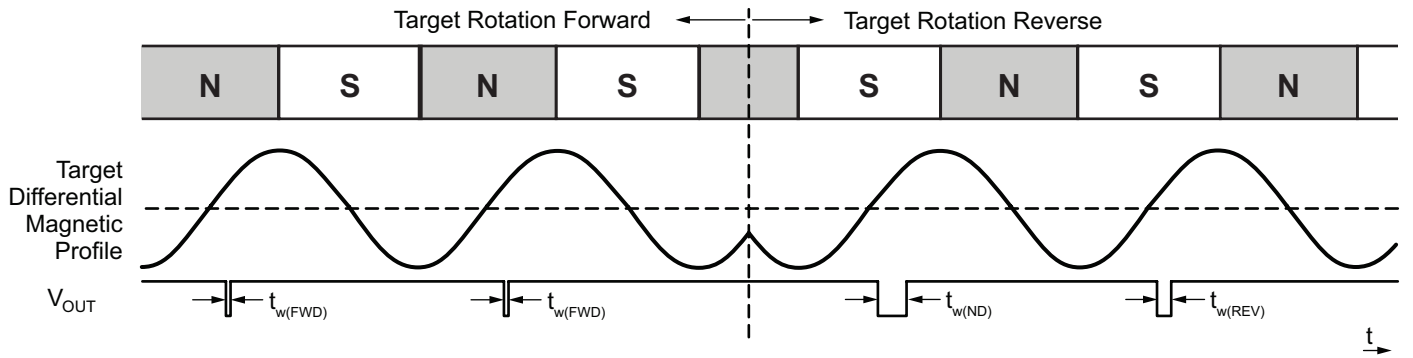 Target Rotation Forward
Target Rotation Reverse
N S N S S N S N
Target
Differential
Magnetic
Profile
VOUT
tw(FWD)
tw(FWD)
tw(ND)
tw(REV)
t